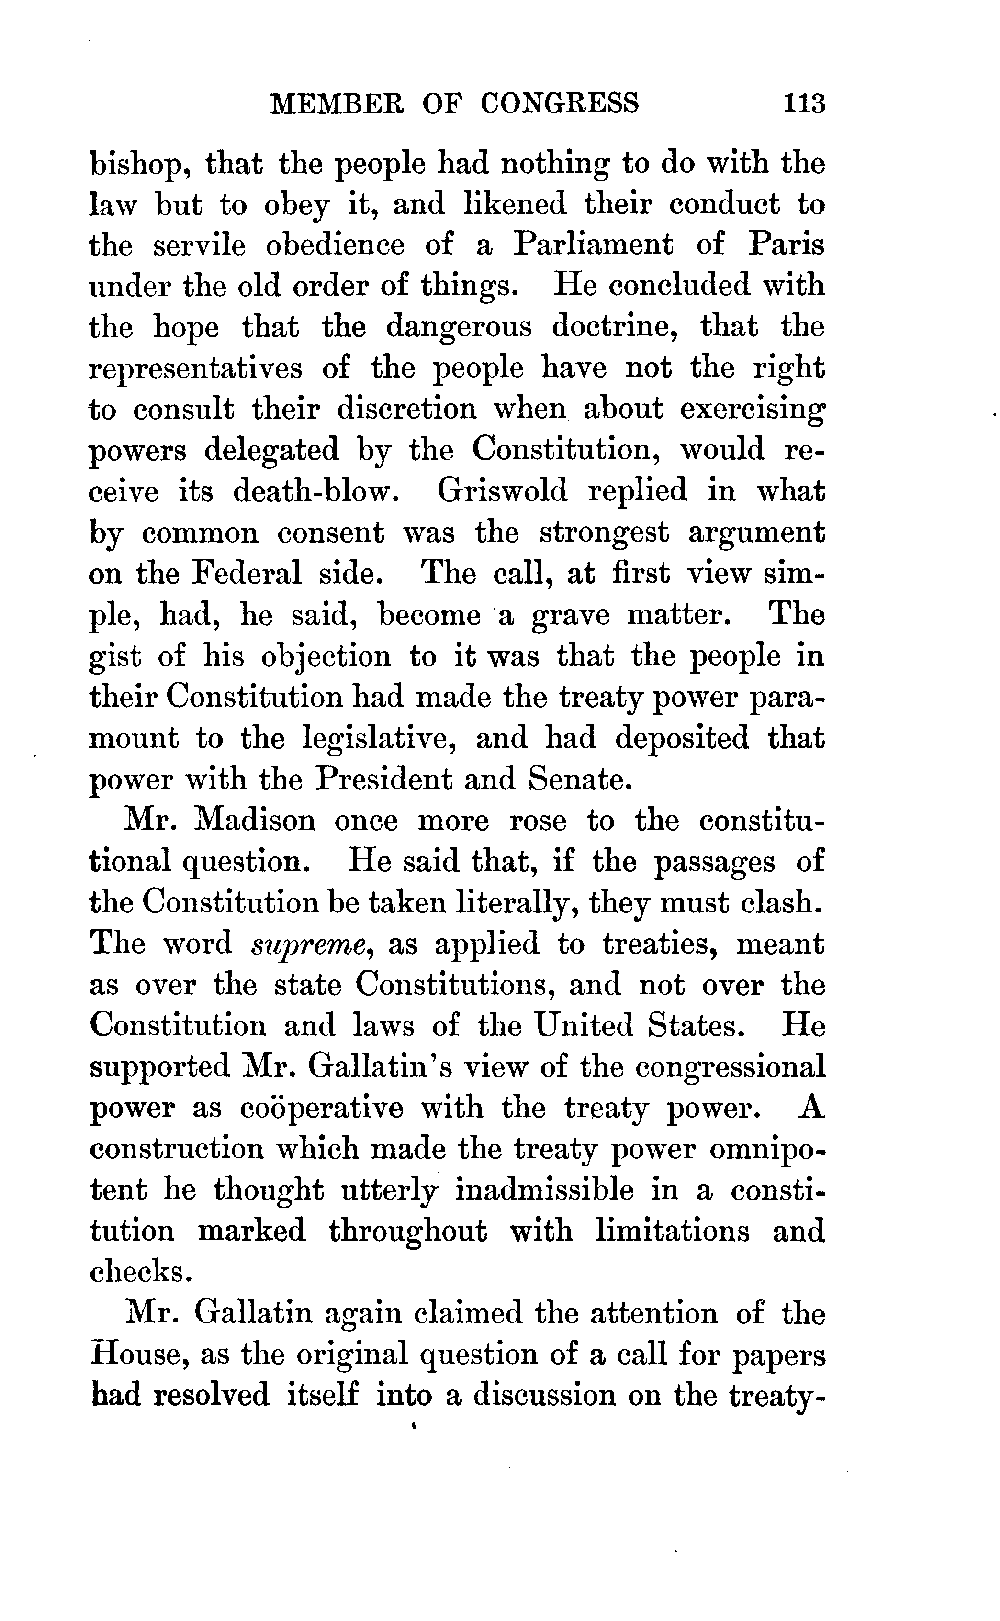 MEMBER OF CONGRESS 113
bishop, that the people had nothing to do with the
law but to obey it, and likened their conduct to
the servile obedience of a Parliament of Paris
under the old order of things. He concluded with
the hope that the dangerous doctrine, that the
representatives of the people have not the right
to consult their discretion when about exercising
powers delegated by the Constitution, would re-
ceive its death-blow. Griswold replied in what
by common consent was the strongest argument
on the Federal side. The call, at first view sim-
ple, had, he said, become a grave matter. The
gist of his objection to it was that the people in
their Constitution had made the treaty power para-
mount to the legislative, and had deposited that
power with the President and Senate.
Mr. Madison once more rose to the constitu-
tional question. He said that, if the passages of
the Constitution be taken literally, they must clash.
The word supreme, as applied to treaties, meant
as over the state Constitutions, and not over the
Constitution and laws of the United States. He
supported Mr. Gallatin's view of the congressional
power as coöperative with the treaty power. A
construction which made the treaty power omnipo-
tent he thought utterly inadmissible in a consti-
tution marked throughout with limitations and
checks.
Mr. Gallatin again claimed the attention of the
House, as the original question of a call for papers
had resolved itself into a discussion on the treaty-